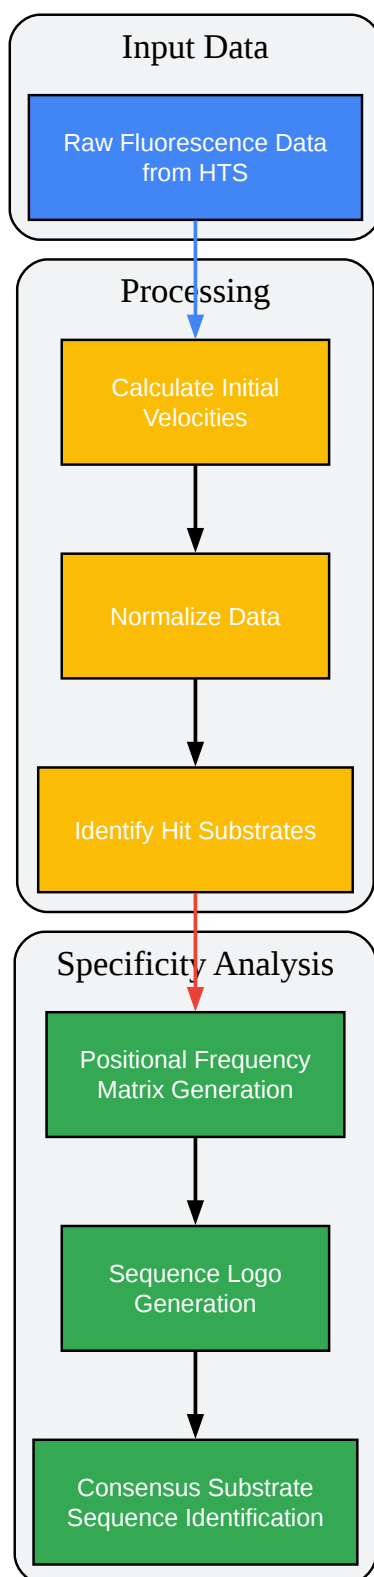 Input Data
Raw Fluorescence Data
from HTS
Processing
Calculate Initial
Velocities
Normalize Data
Identify Hit Substrates
Specificity Analysis
Positional Frequency
Matrix Generation
Sequence Logo
Generation
Consensus Substrate
Sequence Identification